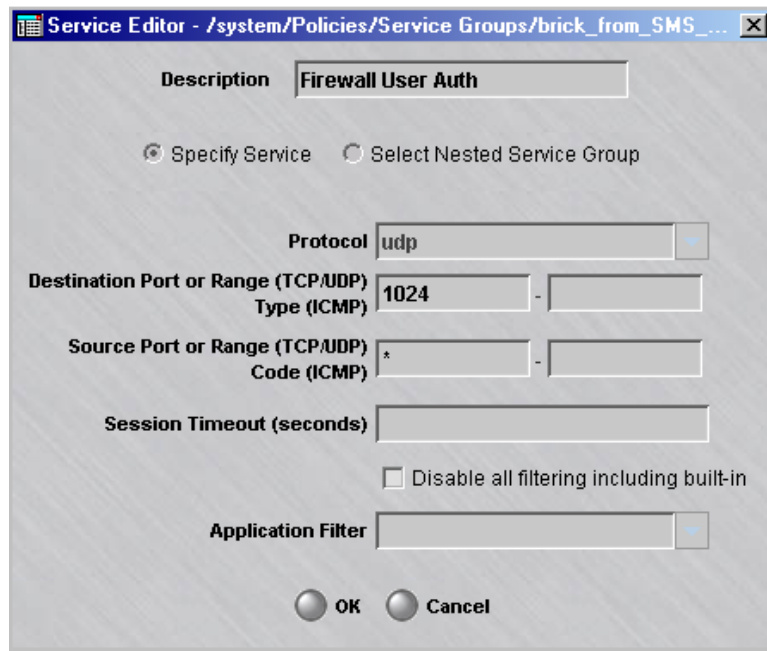 Service Editor - /system/Policies/Service Groups/brick_from_SMS_...
Description Firewall User Auth
Specify Service Select Nested Service Group
Protocol udp
Destination Port or Range (TCP/UDP)
Type (ICMP) 1024 -
Source Port or Range (TCP/UDP)
Code (ICMP) * -
Session Timeout (seconds)
Disable all filtering including built-in
Application Filter
OK Cancel